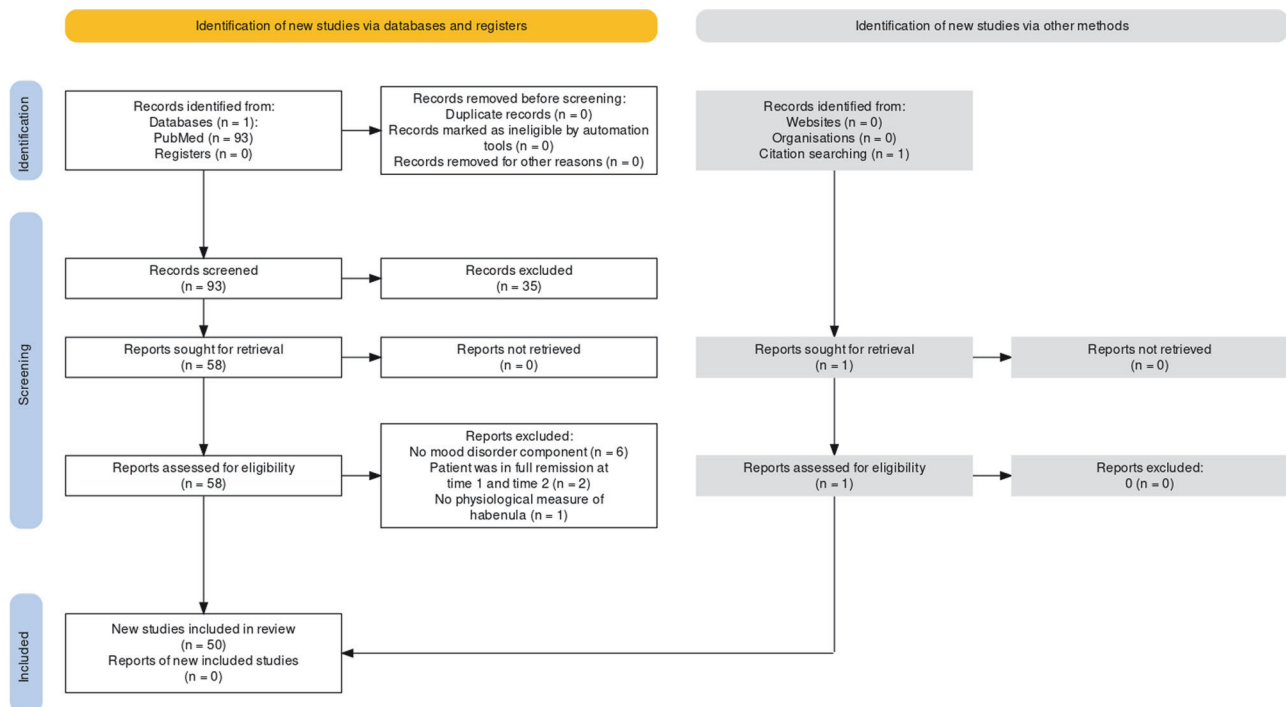 Identification of new studies via databases and registers
Identification of new studies via other methods
Identification
Records identified from:
Databases (n = 1):
PubMed (n = 93)
Registers (n = 0)
Records removed before screening:
Duplicate records (n = 0)
Records marked as ineligible by automation
tools (n = 0)
Records removed for other reasons (n = 0)
Records identified from:
Websites (n = 0)
Organisations (n = 0)
Citation searching (n = 1)
Screening
Records screened
(n = 93)
Records excluded
(n = 35)
Reports sought for retrieval
(n = 58)
Reports not retrieved
(n = 0)
Reports sought for retrieval
(n = 1)
Reports not retrieved
(n = 0)
Reports assessed for eligibility
(n = 58)
Reports excluded:
No mood disorder component (n = 6)
Patient was in full remission at
time 1 and time 2 (n = 2)
No physiological measure of
habenula (n = 1)
Reports assessed for eligibility
(n = 1)
Reports excluded:
0 (n = 0)
Included
New studies included in review
(n = 50)
Reports of new included studies
(n = 0)